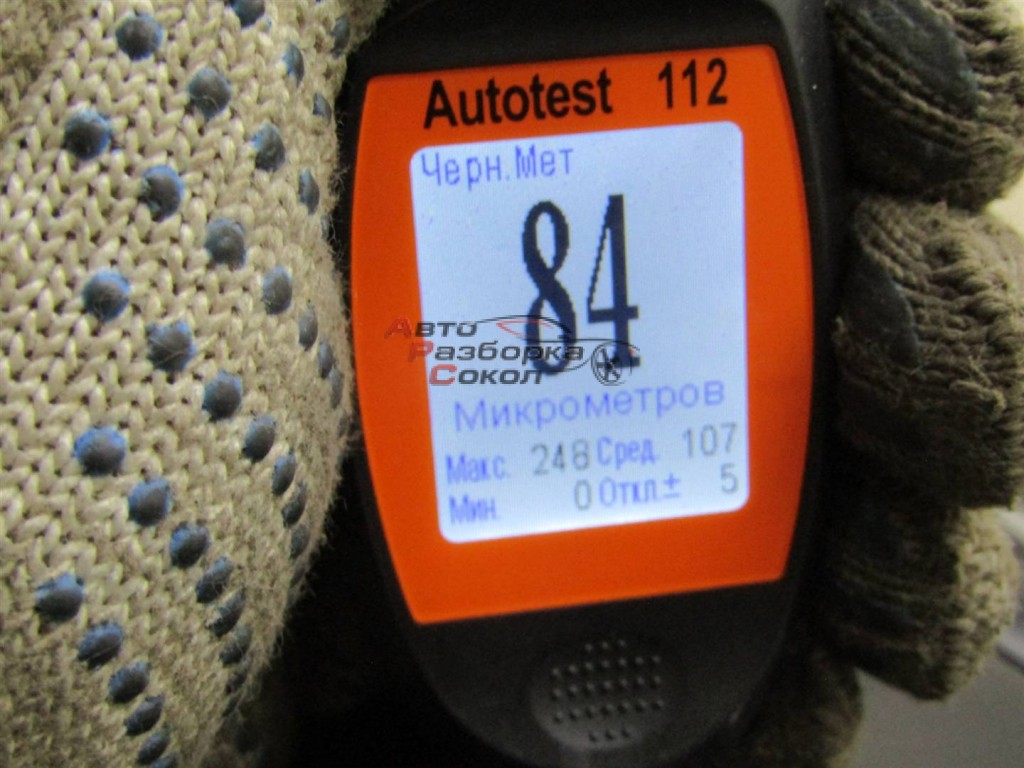 Autotest 112
Черн.Мет
84
Авто
Разборка
Сокол
Микрометров
Макс. 248 Сред. 107
Мин 0 Откл.± 5